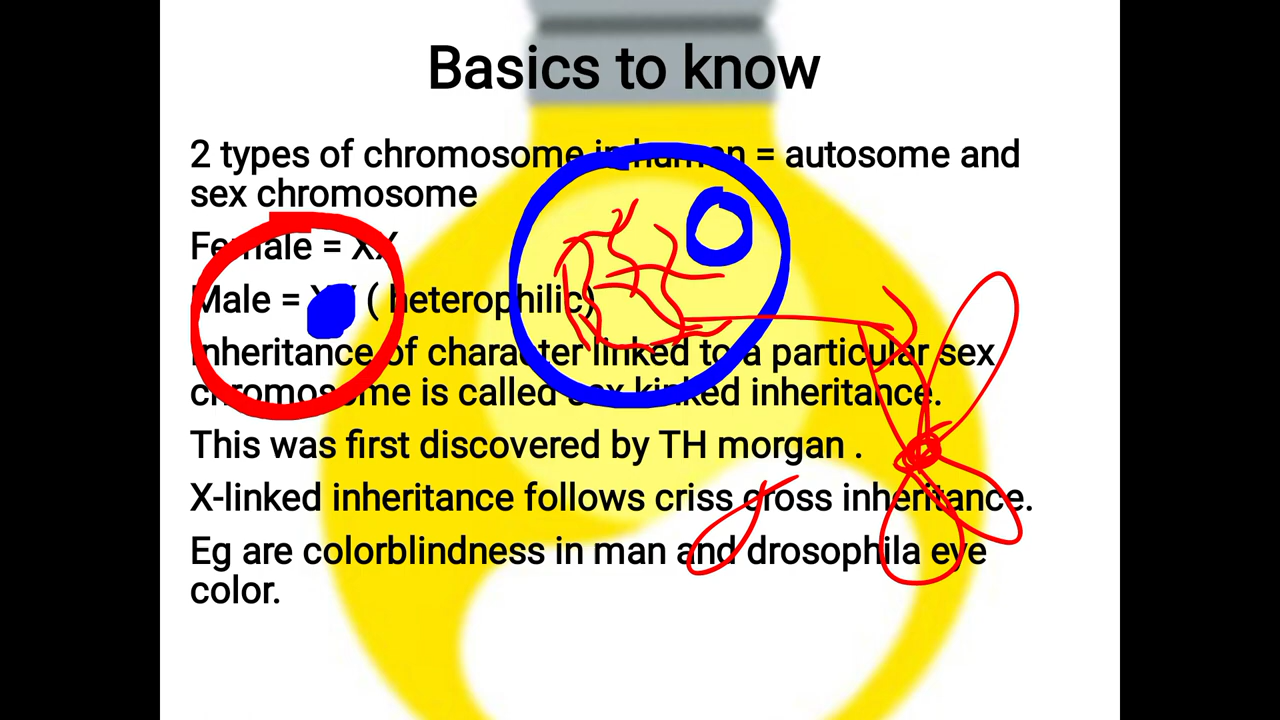 Basics to know
2 types of chromosome in human = autosome and
sex chromosome
Female = XX
Male = XY ( heterophilic)
Inheritance of character linked to a particular sex
chromosome is called sex kinked inheritance.
This was first discovered by TH morgan .
X-linked inheritance follows criss cross inheritance.
Eg are colorblindness in man and drosophila eye
color.